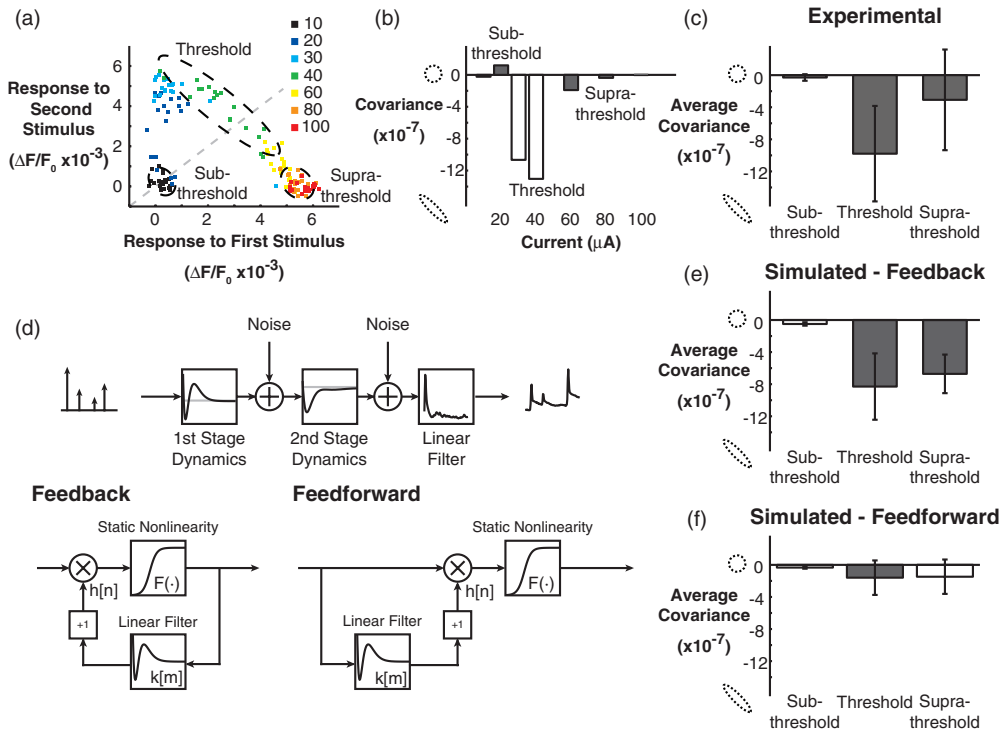 (a)
Response to
Second
Stimulus
(ΔF/F0 x10-3)
6
4
2
0
0
2
4
6
Threshold
Sub-
threshold
Supra-
threshold
10
20
30
40
60
80
100
Response to First Stimulus
(ΔF/F0 x10-3)
(b)
Covariance
(x10-7)
0
-4
-8
-12
Sub-
threshold
Supra-
threshold
Threshold
20
40
60
80
100
Current (μA)
(c)
Experimental
Average
Covariance
(x10-7)
0
-4
-8
-12
Sub-
threshold
Threshold
Supra-
threshold
(d)
Noise
Noise
1st Stage
Dynamics
2nd Stage
Dynamics
Linear
Filter
Feedback
Static Nonlinearity
h[n]
F(·)
+1
Linear Filter
k[m]
Feedforward
Static Nonlinearity
h[n]
F(·)
+1
Linear Filter
k[m]
(e)
Simulated - Feedback
Average
Covariance
(x10-7)
0
-4
-8
-12
Sub-
threshold
Threshold
Supra-
threshold
(f)
Simulated - Feedforward
Average
Covariance
(x10-7)
0
-4
-8
-12
Sub-
threshold
Threshold
Supra-
threshold